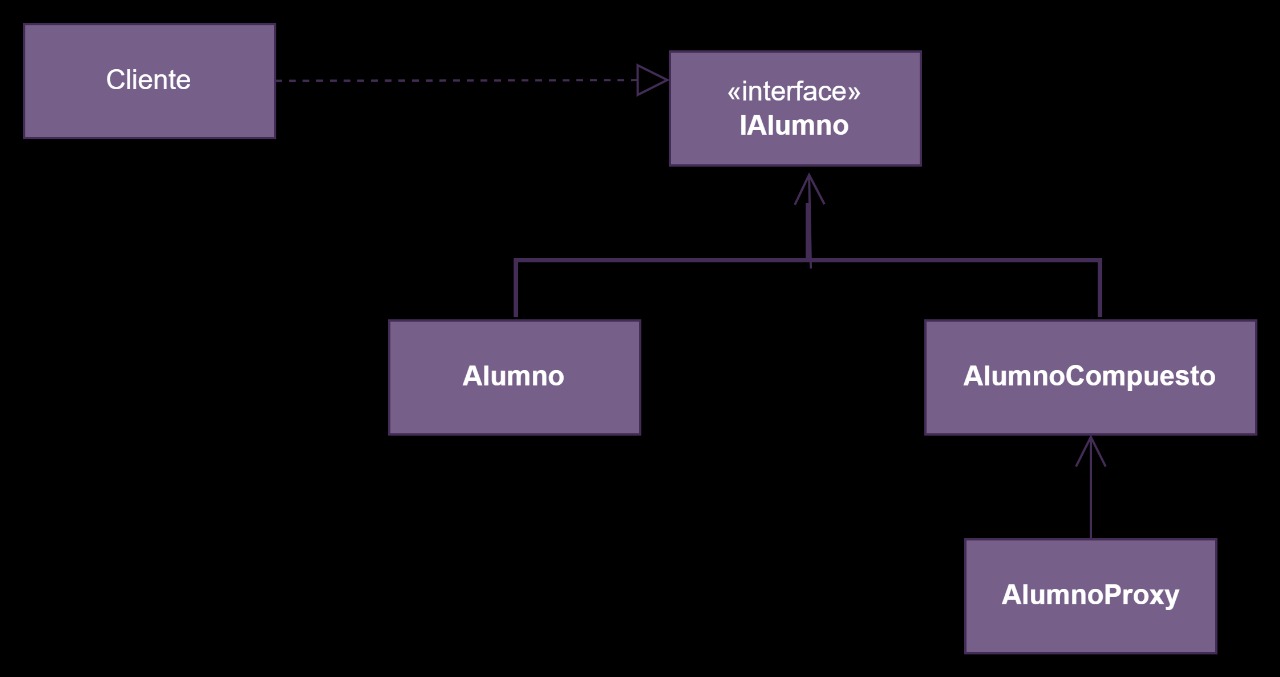 Cliente
«interface»
IAlumno
Alumno
AlumnoCompuesto
AlumnoProxy